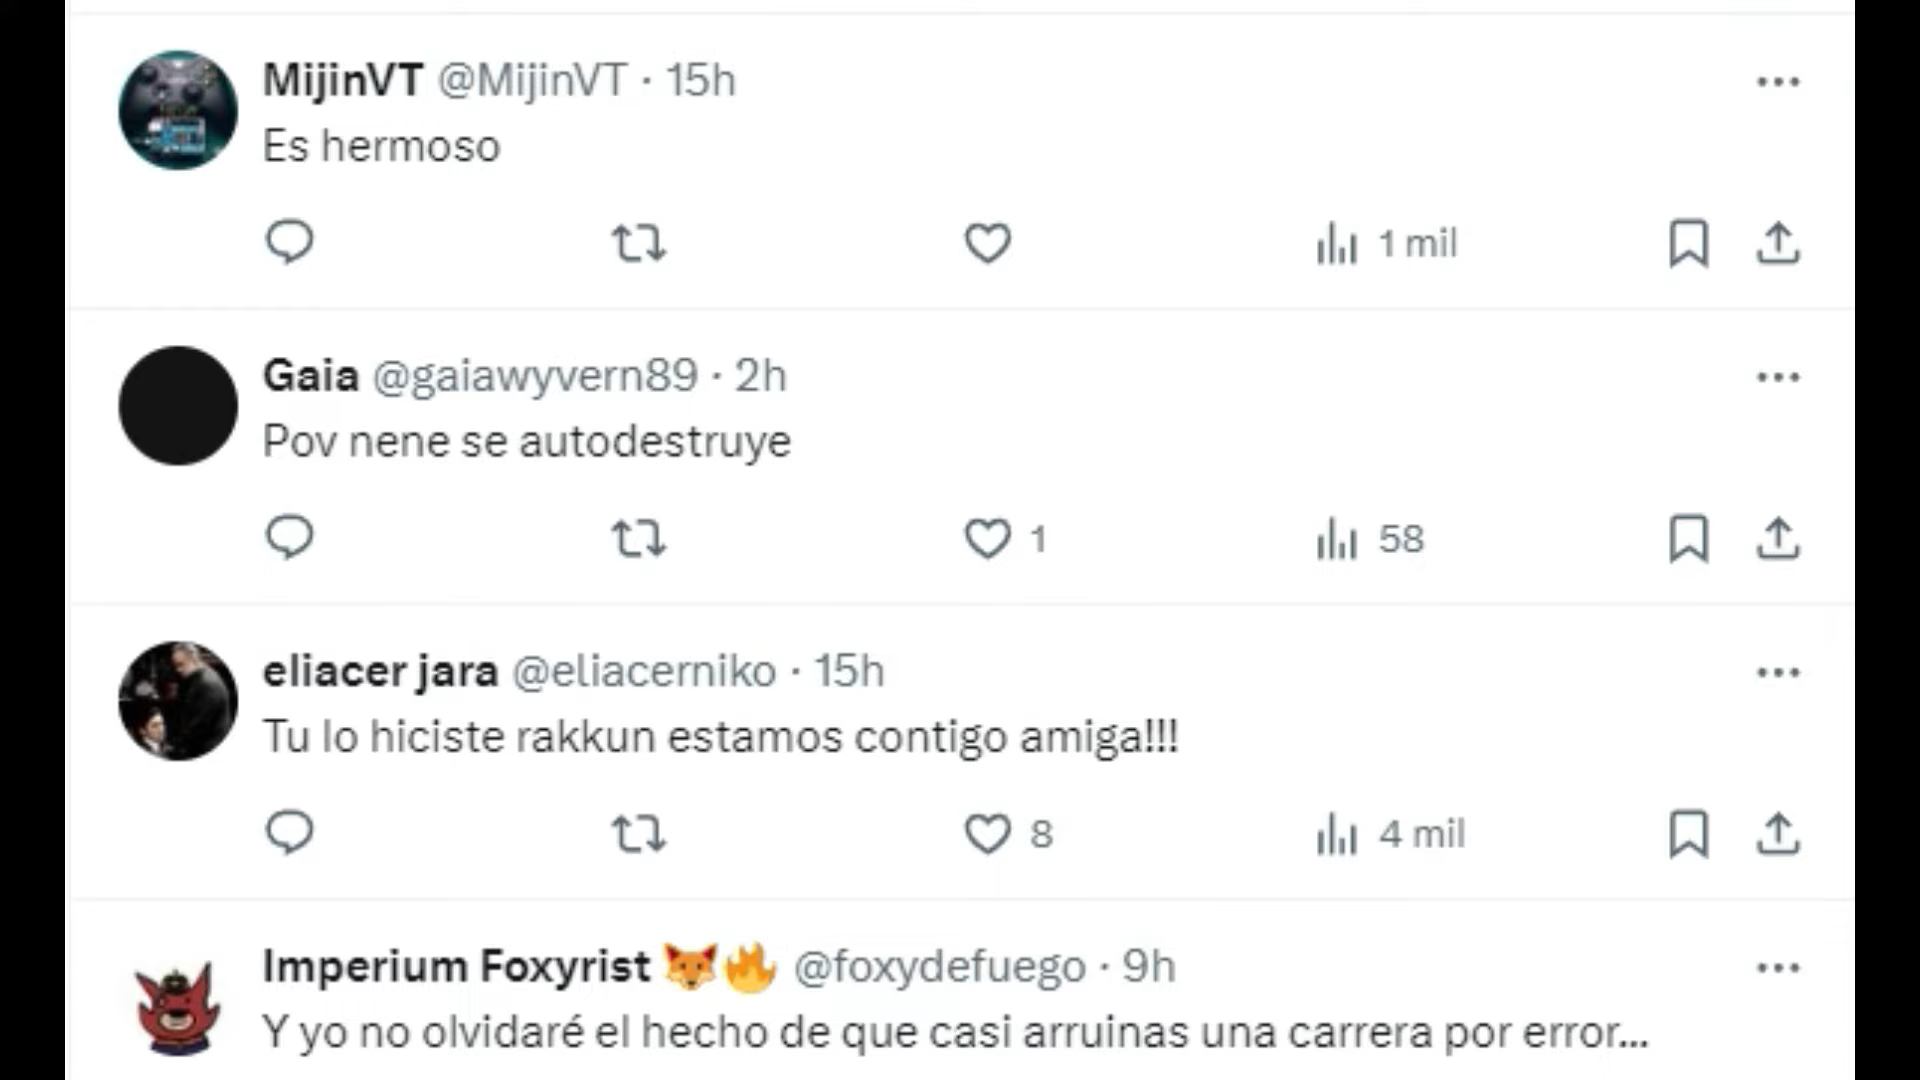 MijinVT @MijinVT · 15h
Es hermoso
1 mil
Gaia @gaiawyvern89 · 2h
Pov nene se autodestruye
1 58
eliacer jara @eliacerniko · 15h
Tu lo hiciste rakkun estamos contigo amiga!!!
8 4 mil
Imperium Foxyrist 🦊🔥 @foxydefuego · 9h
Y yo no olvidaré el hecho de que casi arruinas una carrera por error...